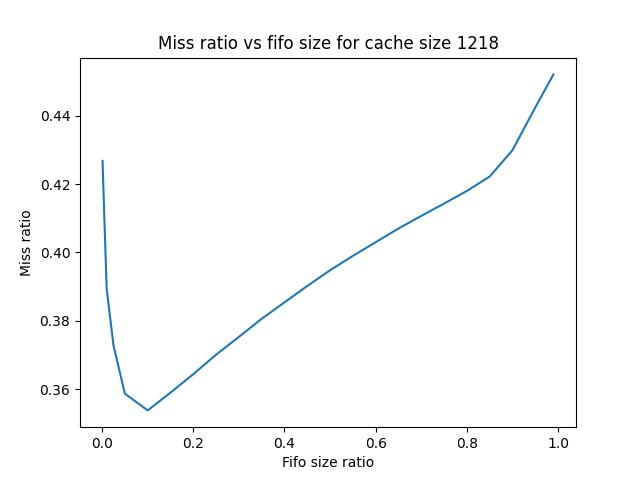 Miss ratio vs fifo size for cache size 1218
0.44
0.42
0.40
0.38
0.36
Miss ratio
0.0 0.2 0.4 0.6 0.8 1.0
Fifo size ratio